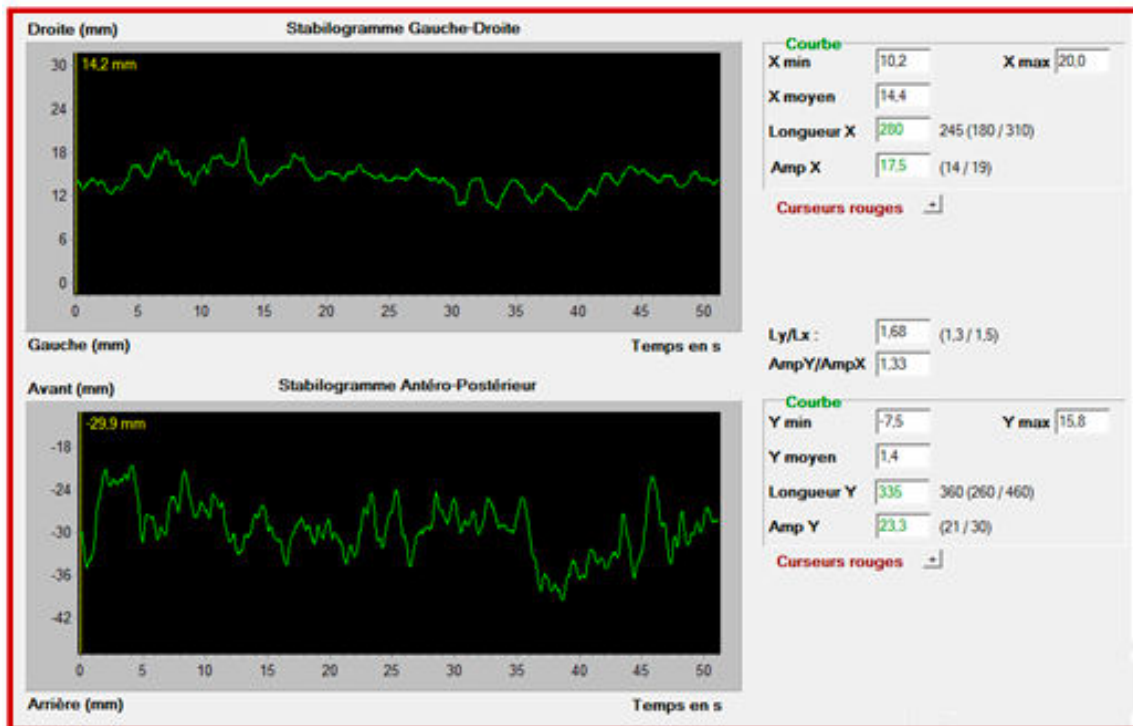 Droite (mm) Stabilogramme Gauche-Droite
14,2 mm
30
24
18
12
6
0
0 5 10 15 20 25 30 35 40 45 50
Gauche (mm) Temps en s
Courbe
X min 10,2 X max 20,0
X moyen 14,4
Longueur X 280 245 (180 / 310)
Amp X 17,5 (14 / 19)
Curseurs rouges +
Ly/Lx : 1,68 (1,3 / 1,5)
AmpY/AmpX 1,33
Avant (mm) Stabilogramme Antéro-Postérieur
-29,9 mm
-18
-24
-30
-36
-42
0 5 10 15 20 25 30 35 40 45 50
Arrière (mm) Temps en s
Courbe
Y min -7,5 Y max 15,8
Y moyen 1,4
Longueur Y 335 360 (260 / 460)
Amp Y 23,3 (21 / 30)
Curseurs rouges +